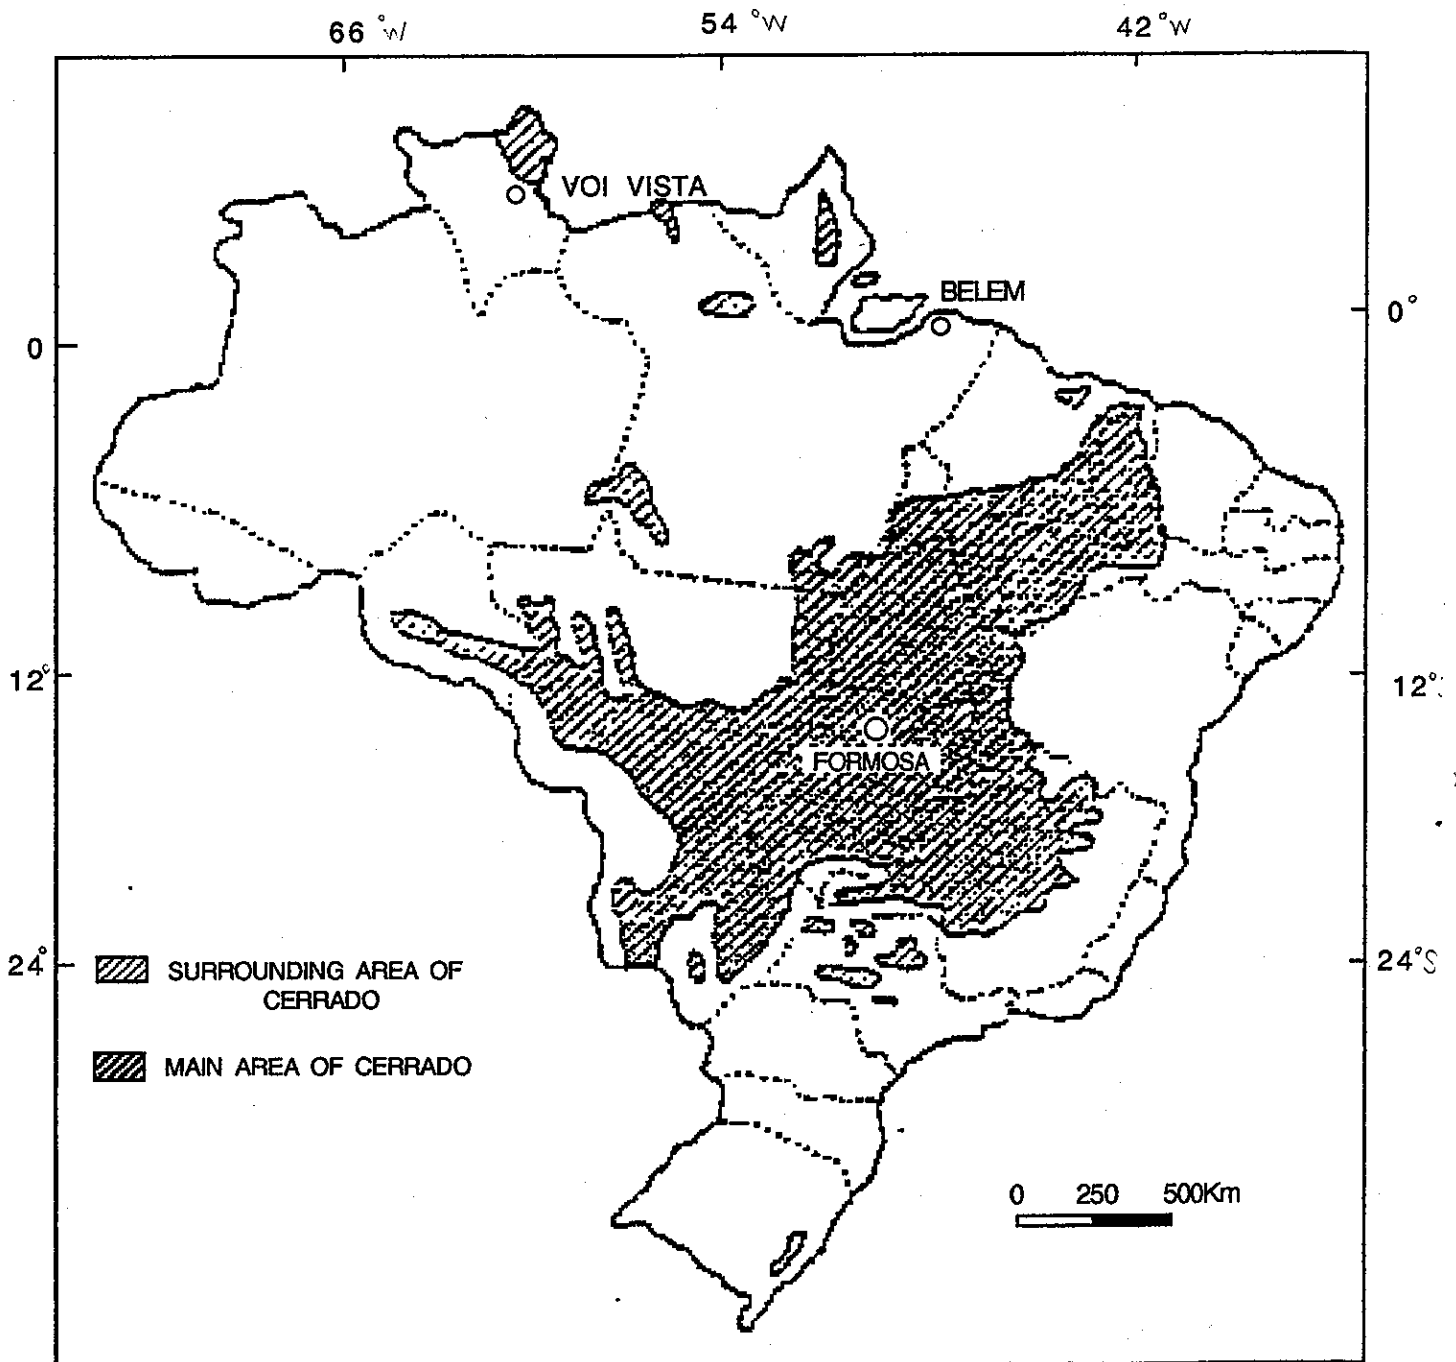 66 °W 54 °W 42 °W
VOI VISTA
BELEM
0 0°
12° 12°
FORMOSA
24° 24°S
SURROUNDING AREA OF
CERRADO
MAIN AREA OF CERRADO
0 250 500Km